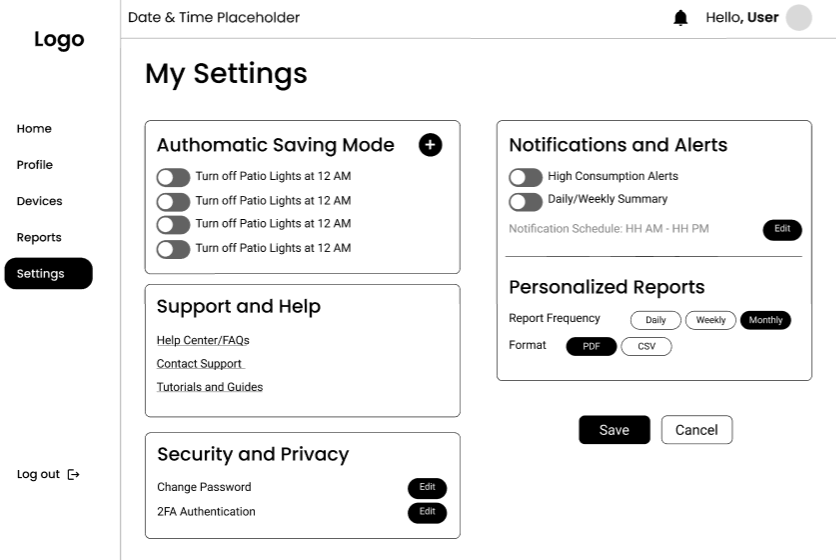 Logo
Home
Profile
Devices
Reports
Settings
Log out
Date & Time Placeholder
Hello, User
My Settings
Authomatic Saving Mode
Turn off Patio Lights at 12 AM
Turn off Patio Lights at 12 AM
Turn off Patio Lights at 12 AM
Turn off Patio Lights at 12 AM
Support and Help
Help Center/FAQs
Contact Support
Tutorials and Guides
Security and Privacy
Change Password Edit
2FA Authentication Edit
Notifications and Alerts
High Consumption Alerts
Daily/Weekly Summary
Notification Schedule: HH AM - HH PM Edit
Personalized Reports
Report Frequency Daily Weekly Monthly
Format PDF CSV
Save Cancel